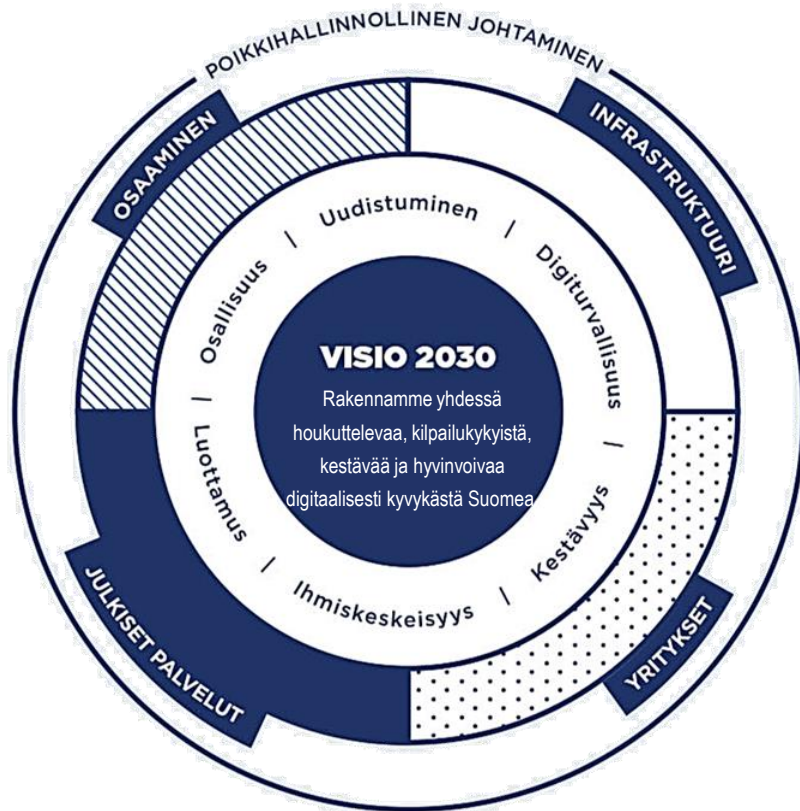 POIKKIHALLINNOLLINEN JOHTAMINEN
OSAAMINEN
INFRASTRUKTUURI
Uudistuminen
|
Digiturvallisuus
|
Kestävyys
|
Ihmiskeskeisyys
|
Luottamus
|
Osallisuus
|
VISIO 2030
Rakennamme yhdessä
houkuttelevaa, kilpailukykyistä,
kestävää ja hyvinvoivaa
digitaalisesti kyvykästä Suomea
JULKISET PALVELUT
YRITYKSET